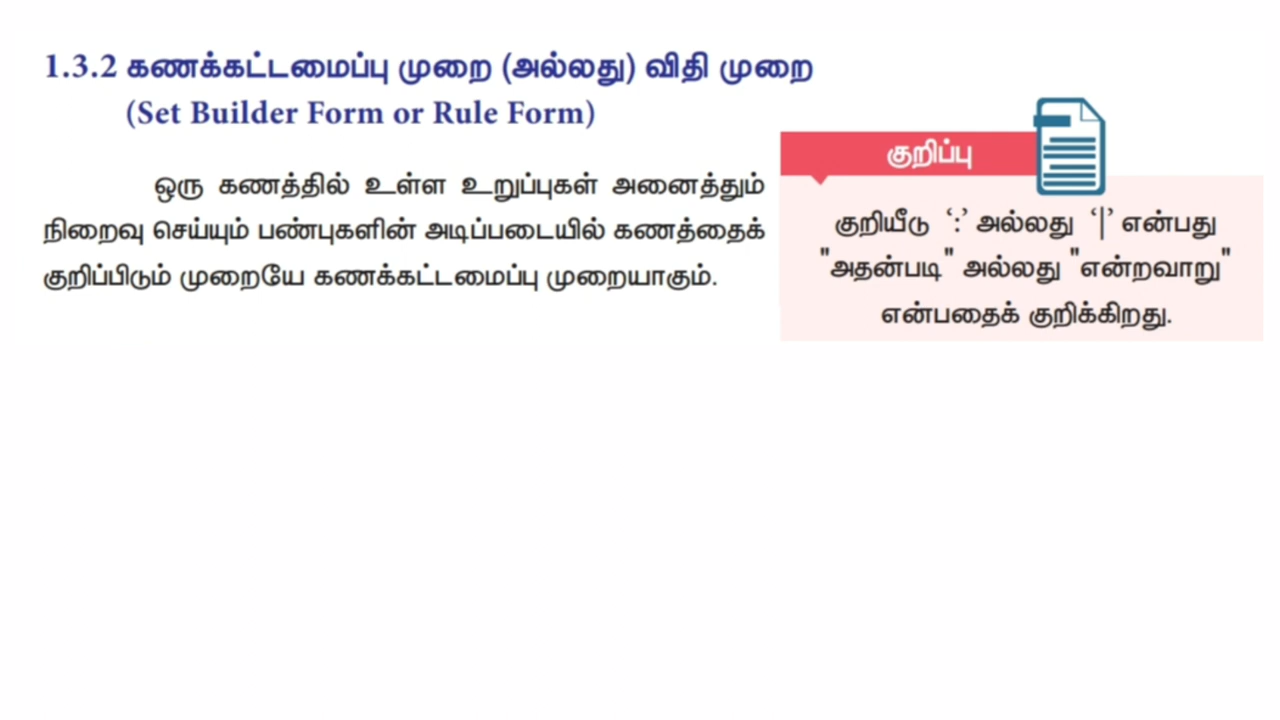 1.3.2 கணக்கட்டமைப்பு முறை (அல்லது) விதி முறை
(Set Builder Form or Rule Form)
ஒரு கணத்தில் உள்ள உறுப்புகள் அனைத்தும்
நிறைவு செய்யும் பண்புகளின் அடிப்படையில் கணத்தைக்
குறிப்பிடும் முறையே கணக்கட்டமைப்பு முறையாகும்.
குறிப்பு
குறியீடு ‘:’ அல்லது ‘|’ என்பது
"அதன்படி" அல்லது "என்றவாறு"
என்பதைக் குறிக்கிறது.